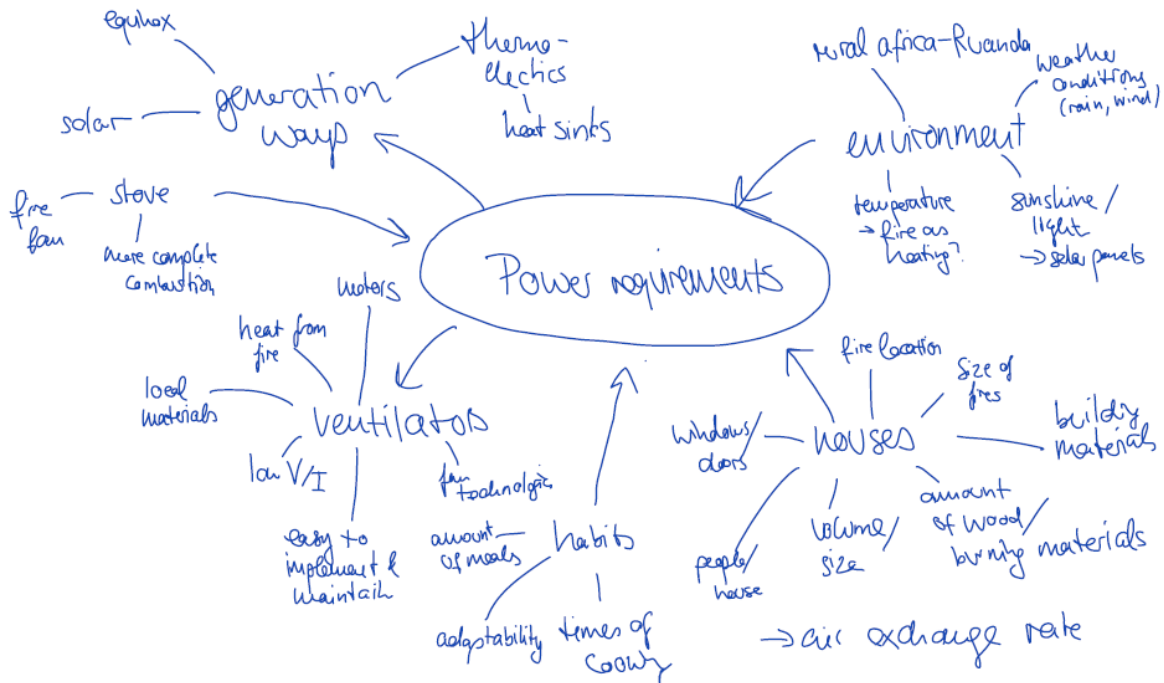 equinox
solar
generation
ways
thermo-
electics
heat sinks
rural africa-Ruanda
weather
conditions
(rain, wind)
environment
temperature
→ fire as
heating?
sunshine/
light
→ solar panels
fire
fan
stove
more complete
combustion
Power requirements
motors
heat from
fire
local
materials
ventilators
low V/I
fan
technologies
easy to
implement &
maintain
amount
of meals
habits
adaptability
times of
cooking
fire location
size of
fires
windows/
doors
houses
building
materials
people/
house
volume/
size
amount
of wood/
burning materials
→ air exchange rate